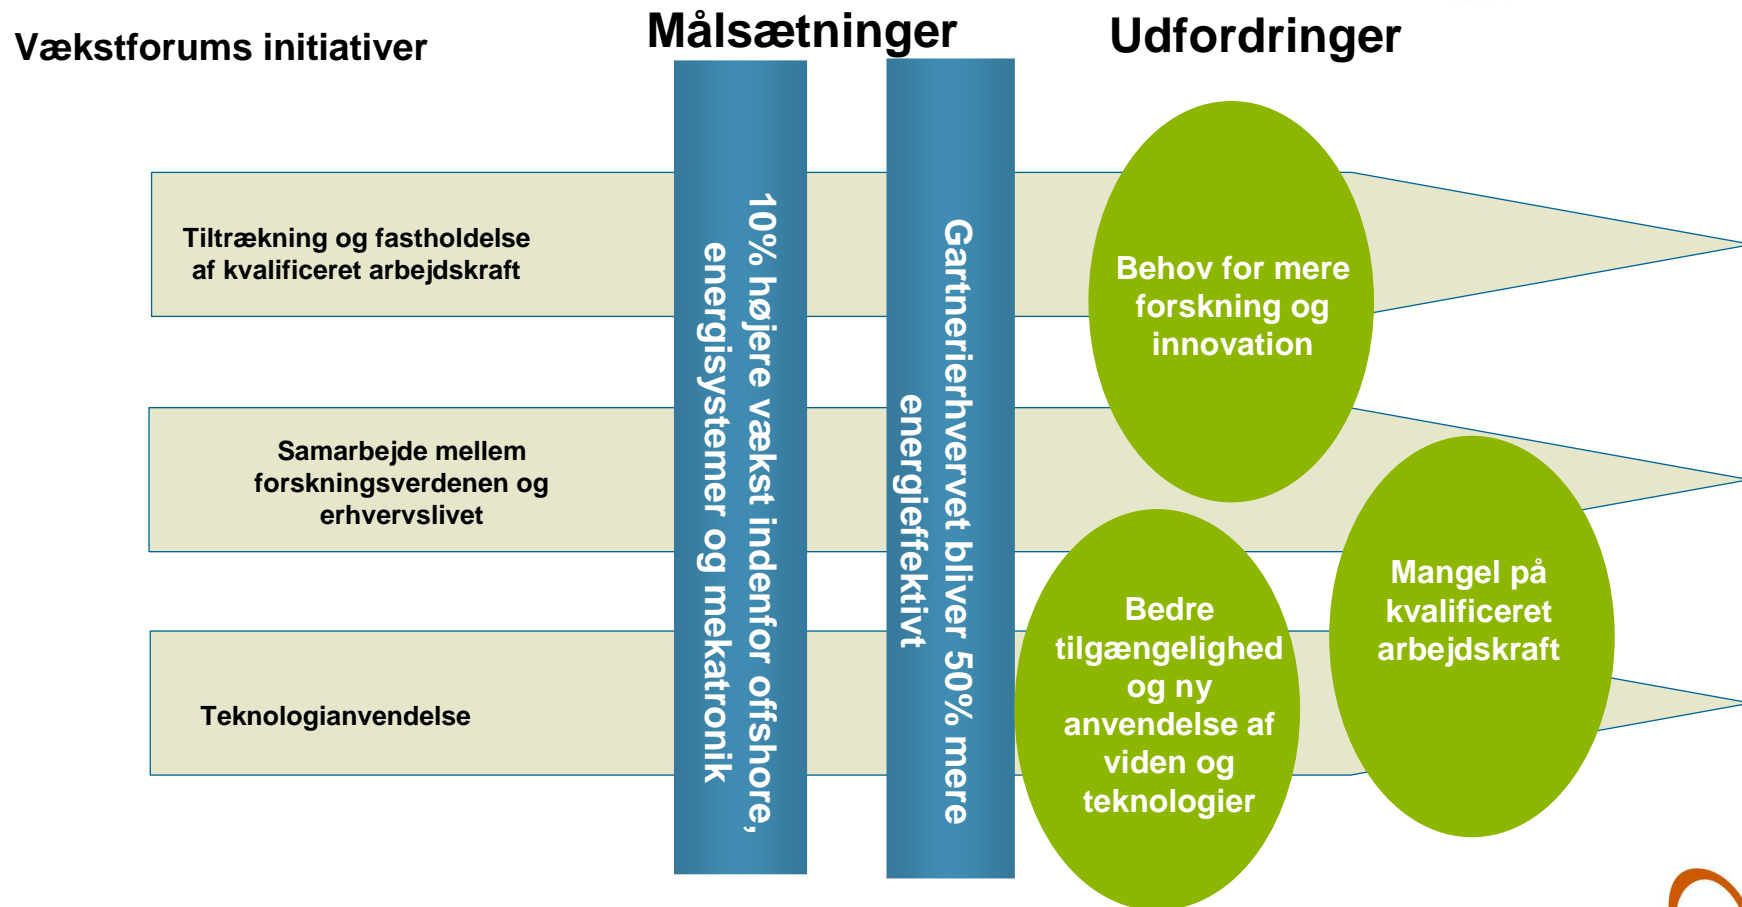 Vækstforums initiativer
Målsætninger
Udfordringer
Tiltrækning og fastholdelse
af kvalificeret arbejdskraft
Samarbejde mellem
forskningsverdenen og
erhvervslivet
Teknologianvendelse
10% højere vækst indenfor offshore,
energisystemer og mekatronik
Gartnerierhvervet bliver 50% mere
energieffektivt
Behov for mere
forskning og
innovation
Bedre
tilgængelighed
og ny
anvendelse af
viden og
teknologier
Mangel på
kvalificeret
arbejdskraft